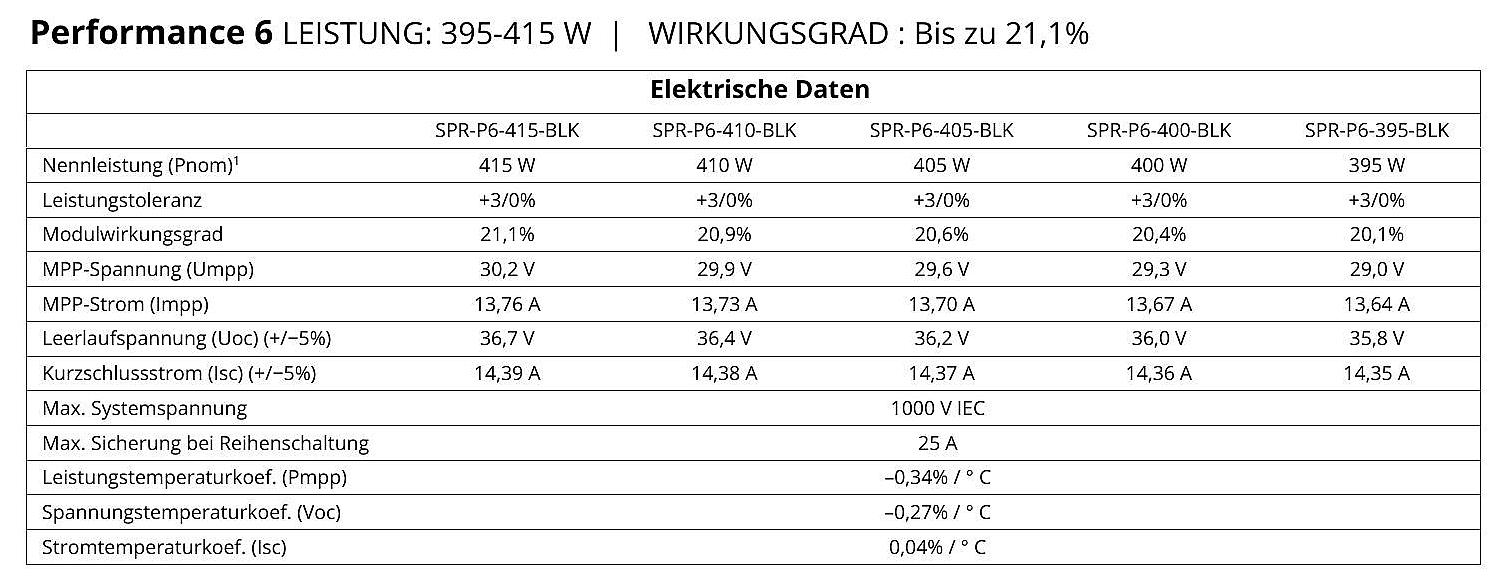 Performance 6 LEISTUNG: 395-415 W | WIRKUNGSGRAD : Bis zu 21,1%
Elektrische Daten
SPR-P6-415-BLK SPR-P6-410-BLK SPR-P6-405-BLK SPR-P6-400-BLK SPR-P6-395-BLK
Nennleistung (Pnom)¹ 415 W 410 W 405 W 400 W 395 W
Leistungstoleranz +3/0% +3/0% +3/0% +3/0% +3/0%
Modulwirkungsgrad 21,1% 20,9% 20,6% 20,4% 20,1%
MPP-Spannung (Umpp) 30,2 V 29,9 V 29,6 V 29,3 V 29,0 V
MPP-Strom (Impp) 13,76 A 13,73 A 13,70 A 13,67 A 13,64 A
Leerlaufspannung (Uoc) (+/−5%) 36,7 V 36,4 V 36,2 V 36,0 V 35,8 V
Kurzschlussstrom (Isc) (+/−5%) 14,39 A 14,38 A 14,37 A 14,36 A 14,35 A
Max. Systemspannung 1000 V IEC
Max. Sicherung bei Reihenschaltung 25 A
Leistungstemperaturkoef. (Pmpp) –0,34% / ° C
Spannungstemperaturkoef. (Voc) –0,27% / ° C
Stromtemperaturkoef. (Isc) 0,04% / ° C